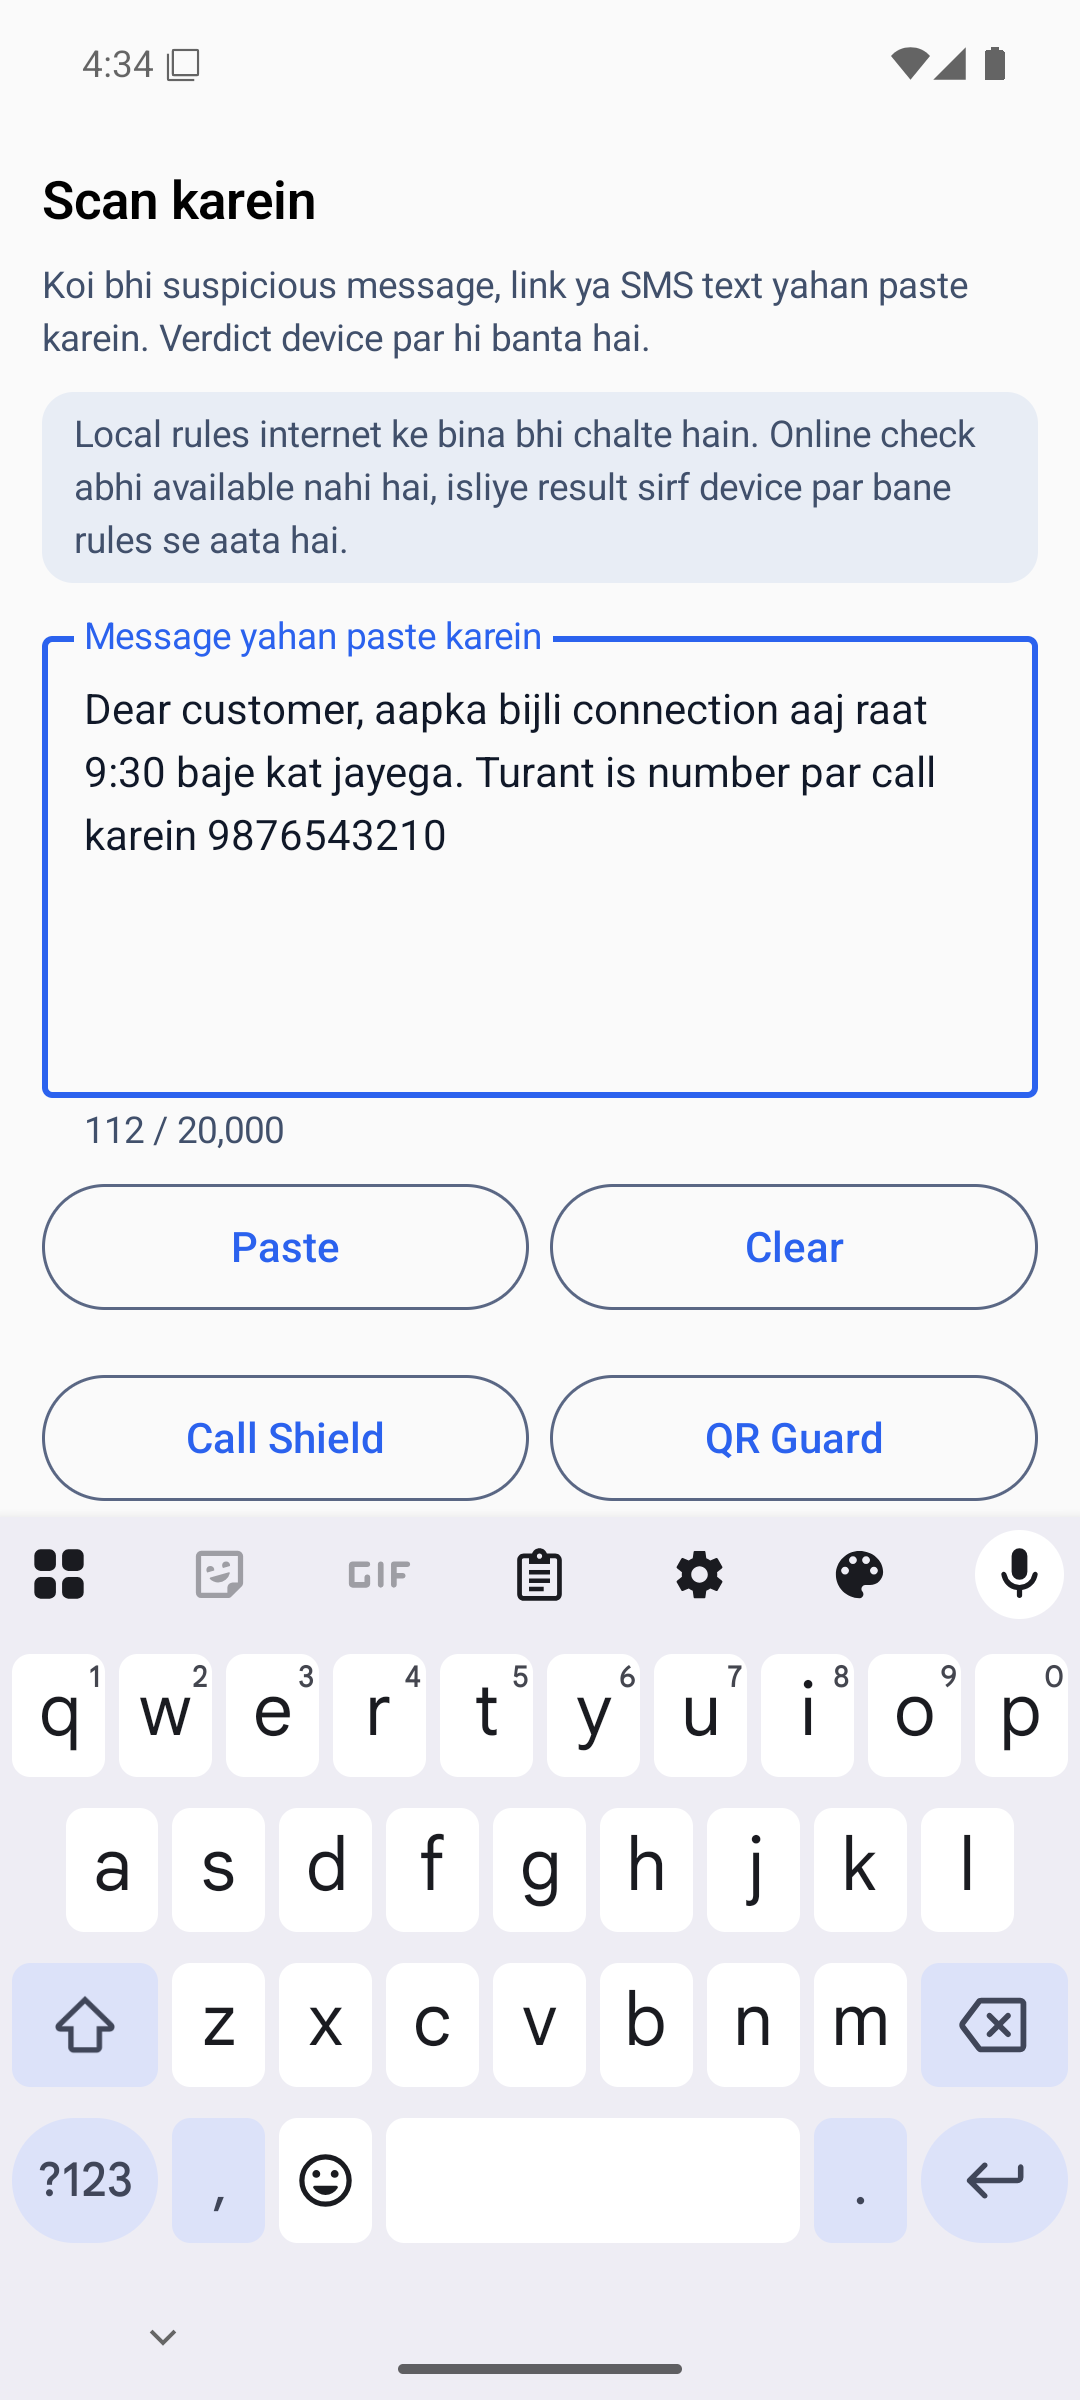 4:34
Scan karein
Koi bhi suspicious message, link ya SMS text yahan paste
karein. Verdict device par hi banta hai.
Local rules internet ke bina bhi chalte hain. Online check
abhi available nahi hai, isliye result sirf device par bane
rules se aata hai.
Message yahan paste karein
Dear customer, aapka bijli connection aaj raat
9:30 baje kat jayega. Turant is number par call
karein 9876543210
112 / 20,000
Paste Clear
Call Shield QR Guard
GIF
q 1 w 2 e 3 r 4 t 5 y 6 u 7 i 8 o 9 p 0
a s d f g h j k l
z x c v b n m
?123 , .